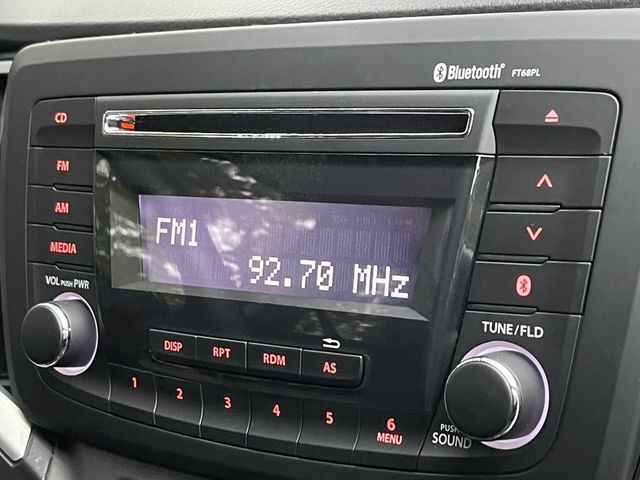 Bluetooth® FT68PL
CD
FM
AM
MEDIA
VOL PUSH PWR
FM1
92.70 MHz
TUNE/FLD
DISP
RPT
RDM
AS
1
2
3
4
5
6
MENU
PUSH
SOUND